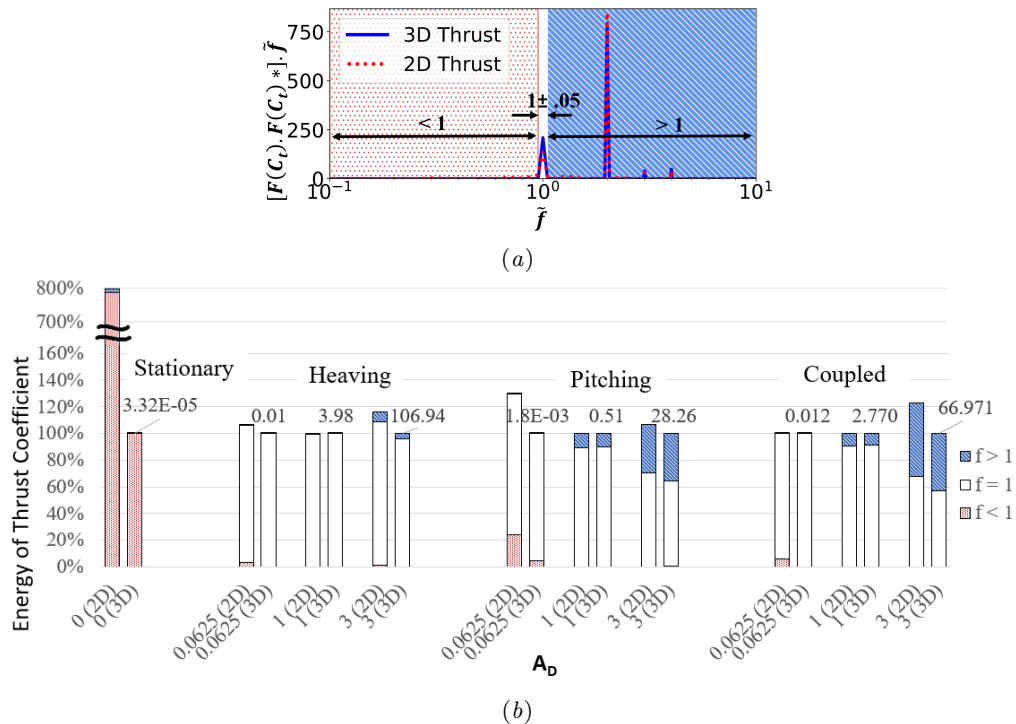 [F(C_t).F(C_t)*].f̃
750
500
250
0
3D Thrust
2D Thrust
1± .05
< 1
> 1
10^-1
10^0
10^1
f̃
(a)
Energy of Thrust Coefficient
800%
700%
160%
140%
120%
100%
80%
60%
40%
20%
0%
Stationary
Heaving
Pitching
Coupled
3.32E-05
0.01
3.98
106.94
1.8E-03
0.51
28.26
0.012
2.770
66.971
f > 1
f = 1
f < 1
0 (2D)
0 (3D)
0.0625 (2D)
0.0625 (3D)
1 (2D)
1 (3D)
3 (2D)
3 (3D)
0.0625 (2D)
0.0625 (3D)
1 (2D)
1 (3D)
3 (2D)
3 (3D)
0.0625 (2D)
0.0625 (3D)
1 (2D)
1 (3D)
3 (2D)
3 (3D)
A_D
(b)